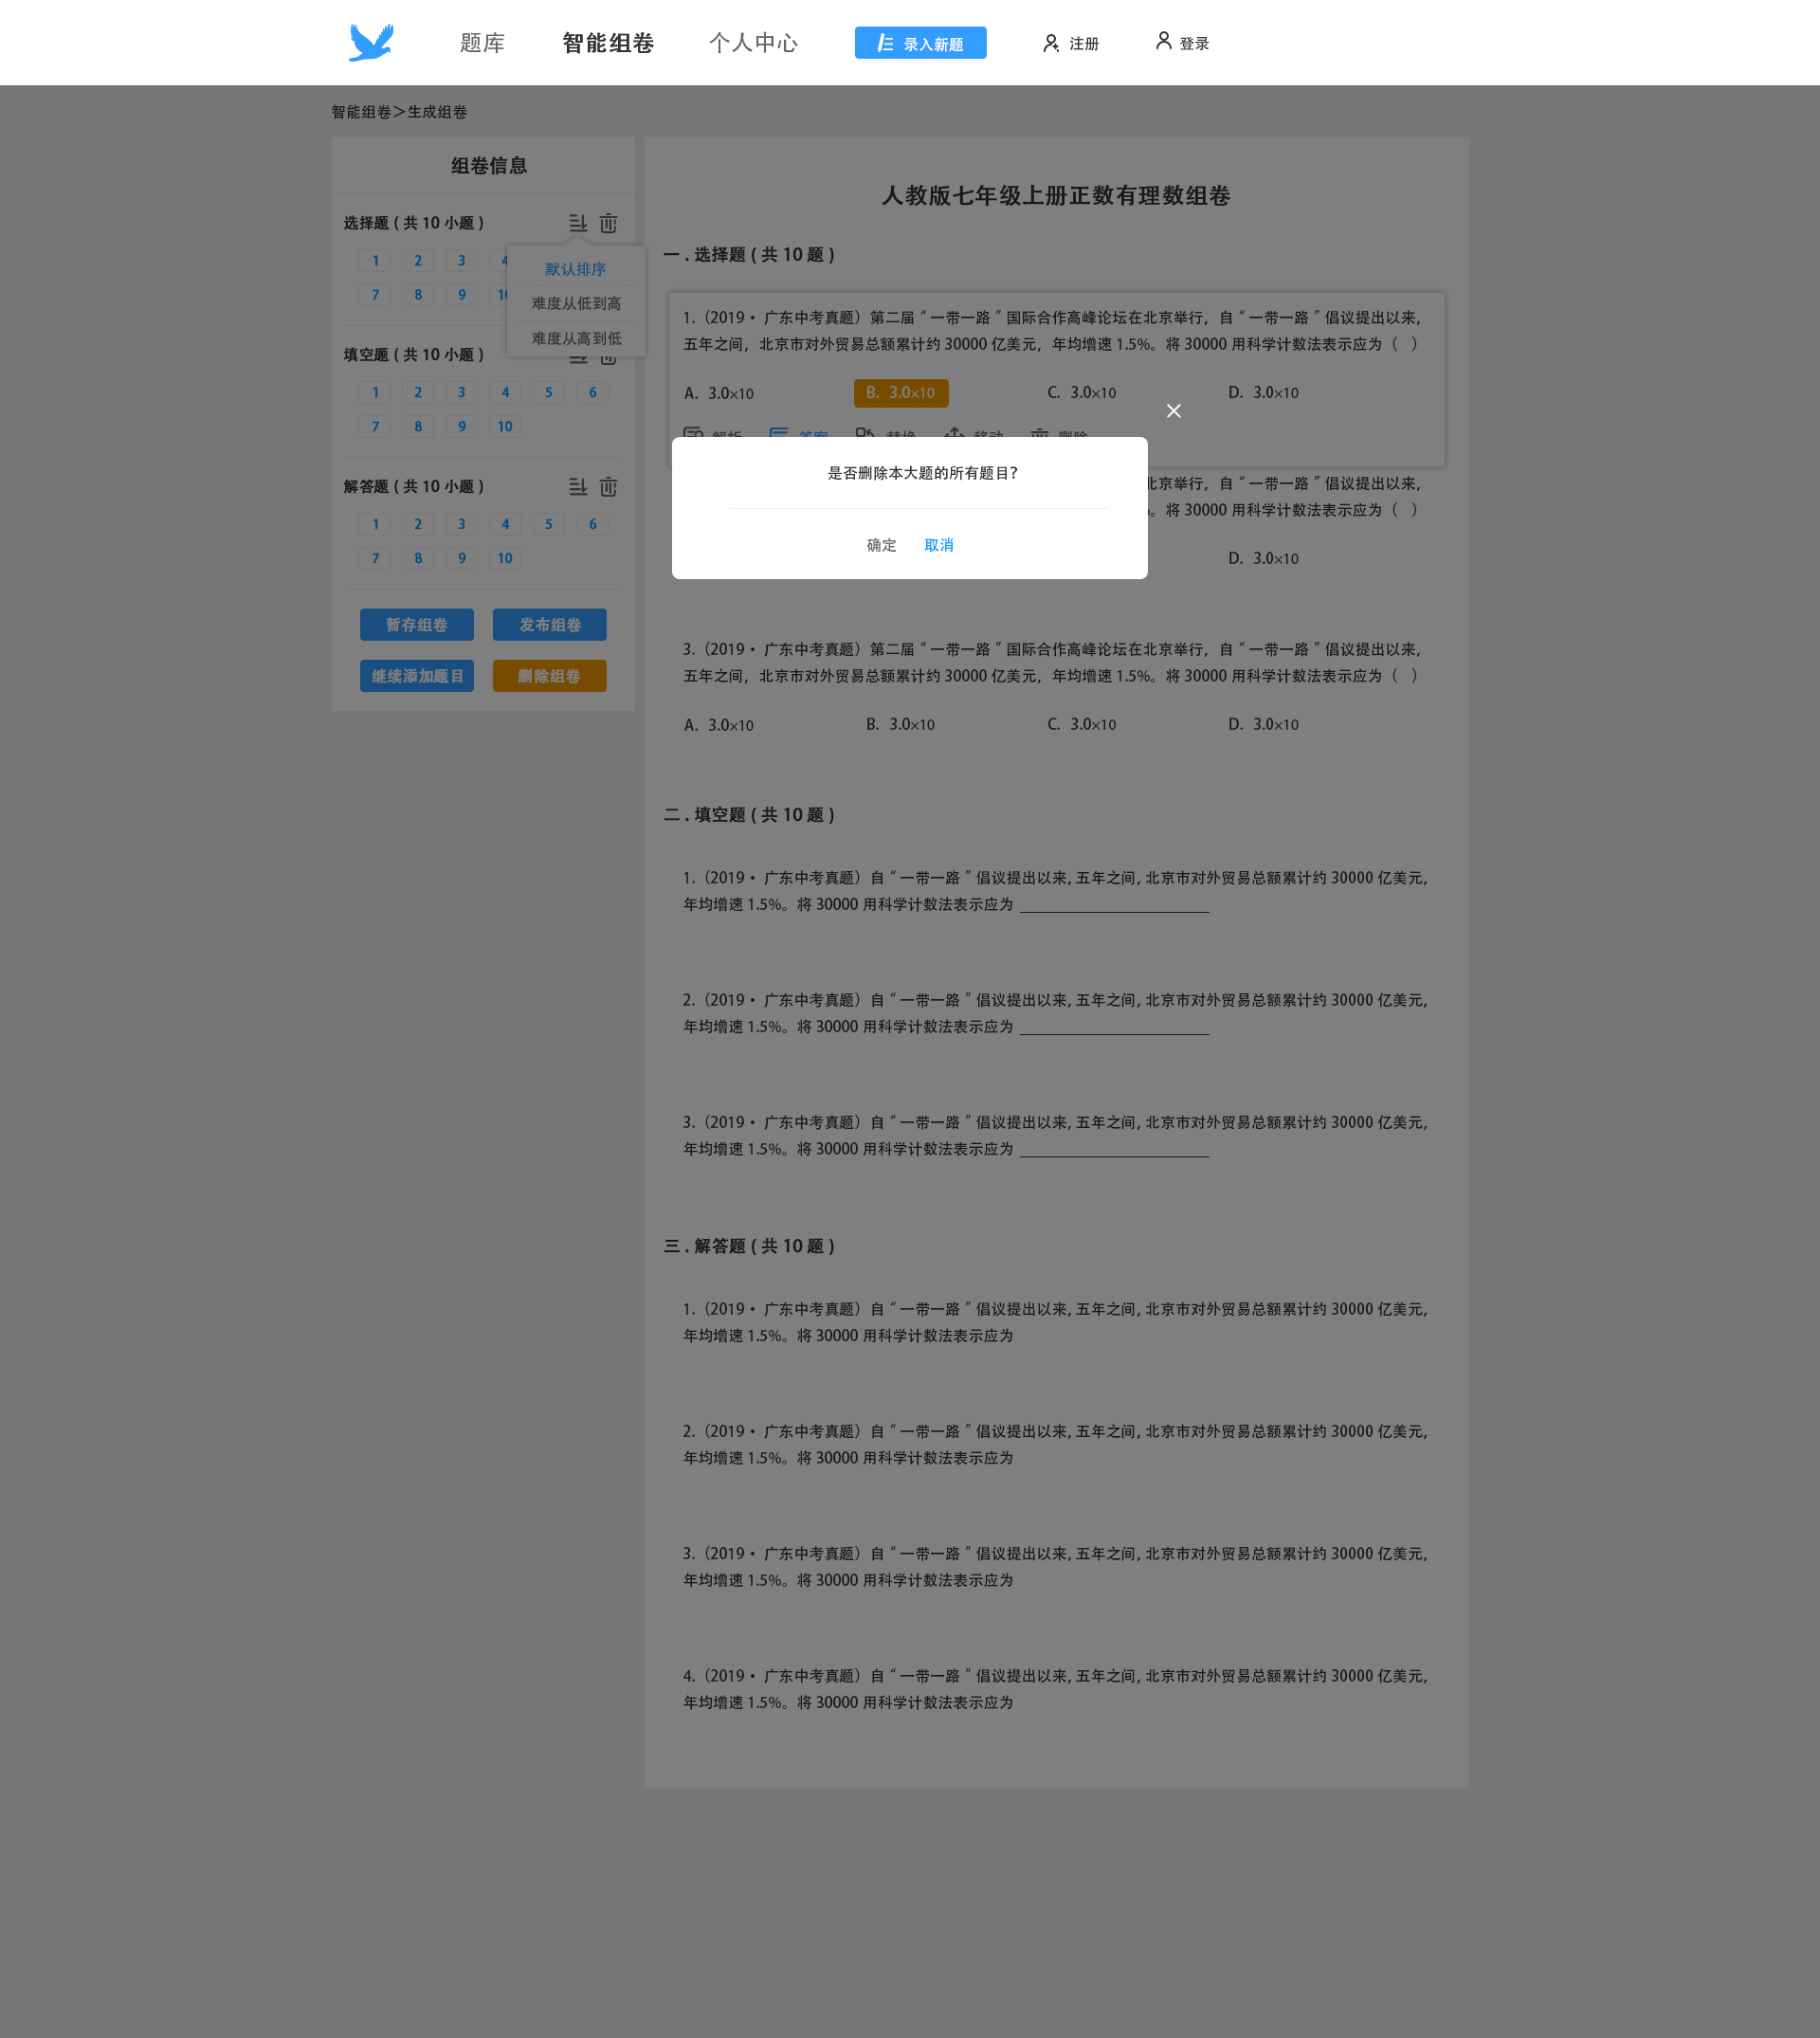 题库
智能组卷
个人中心
录入新题
注册
登录
智能组卷>生成组卷
组卷信息
选择题 ( 共 10 小题 )
1 2 3 4
7 8 9 10
默认排序
难度从低到高
难度从高到低
填空题 ( 共 10 小题 )
1 2 3 4 5 6
7 8 9 10
解答题 ( 共 10 小题 )
1 2 3 4 5 6
7 8 9 10
暂存组卷 发布组卷
继续添加题目 删除组卷
人教版七年级上册正数有理数组卷
一 . 选择题 ( 共 10 题 )
1.（2019 • 广东中考真题）第二届 “ 一带一路 ” 国际合作高峰论坛在北京举行，自 “ 一带一路 ” 倡议提出以来，
五年之间，北京市对外贸易总额累计约 30000 亿美元，年均增速 1.5%。将 30000 用科学计数法表示应为（ ）
A. 3.0×10 B. 3.0×10 C. 3.0×10 D. 3.0×10
解析 答案 替换 移动 删除
是否删除本大题的所有题目?
确定 取消
北京举行，自 “ 一带一路 ” 倡议提出以来，
%。将 30000 用科学计数法表示应为（ ）
D. 3.0×10
3.（2019 • 广东中考真题）第二届 “ 一带一路 ” 国际合作高峰论坛在北京举行，自 “ 一带一路 ” 倡议提出以来，
五年之间，北京市对外贸易总额累计约 30000 亿美元，年均增速 1.5%。将 30000 用科学计数法表示应为（ ）
A. 3.0×10 B. 3.0×10 C. 3.0×10 D. 3.0×10
二 . 填空题 ( 共 10 题 )
1.（2019 • 广东中考真题）自 “ 一带一路 ” 倡议提出以来, 五年之间, 北京市对外贸易总额累计约 30000 亿美元,
年均增速 1.5%。将 30000 用科学计数法表示应为
2.（2019 • 广东中考真题）自 “ 一带一路 ” 倡议提出以来, 五年之间, 北京市对外贸易总额累计约 30000 亿美元,
年均增速 1.5%。将 30000 用科学计数法表示应为
3.（2019 • 广东中考真题）自 “ 一带一路 ” 倡议提出以来, 五年之间, 北京市对外贸易总额累计约 30000 亿美元,
年均增速 1.5%。将 30000 用科学计数法表示应为
三 . 解答题 ( 共 10 题 )
1.（2019 • 广东中考真题）自 “ 一带一路 ” 倡议提出以来, 五年之间, 北京市对外贸易总额累计约 30000 亿美元,
年均增速 1.5%。将 30000 用科学计数法表示应为
2.（2019 • 广东中考真题）自 “ 一带一路 ” 倡议提出以来, 五年之间, 北京市对外贸易总额累计约 30000 亿美元,
年均增速 1.5%。将 30000 用科学计数法表示应为
3.（2019 • 广东中考真题）自 “ 一带一路 ” 倡议提出以来, 五年之间, 北京市对外贸易总额累计约 30000 亿美元,
年均增速 1.5%。将 30000 用科学计数法表示应为
4.（2019 • 广东中考真题）自 “ 一带一路 ” 倡议提出以来, 五年之间, 北京市对外贸易总额累计约 30000 亿美元,
年均增速 1.5%。将 30000 用科学计数法表示应为